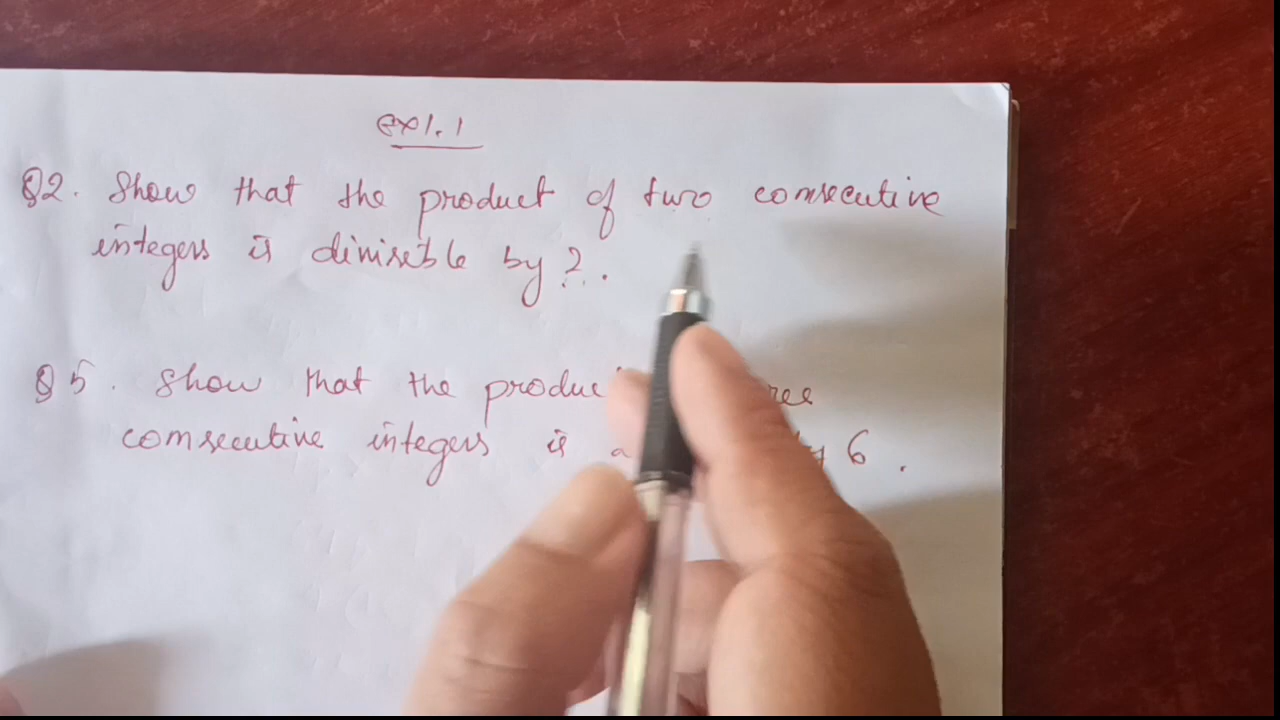 ex1.1
Q2. Show that the product of two consecutive
integers is divisible by 2.
Q5. Show that the produc
consecutive integers is 6.